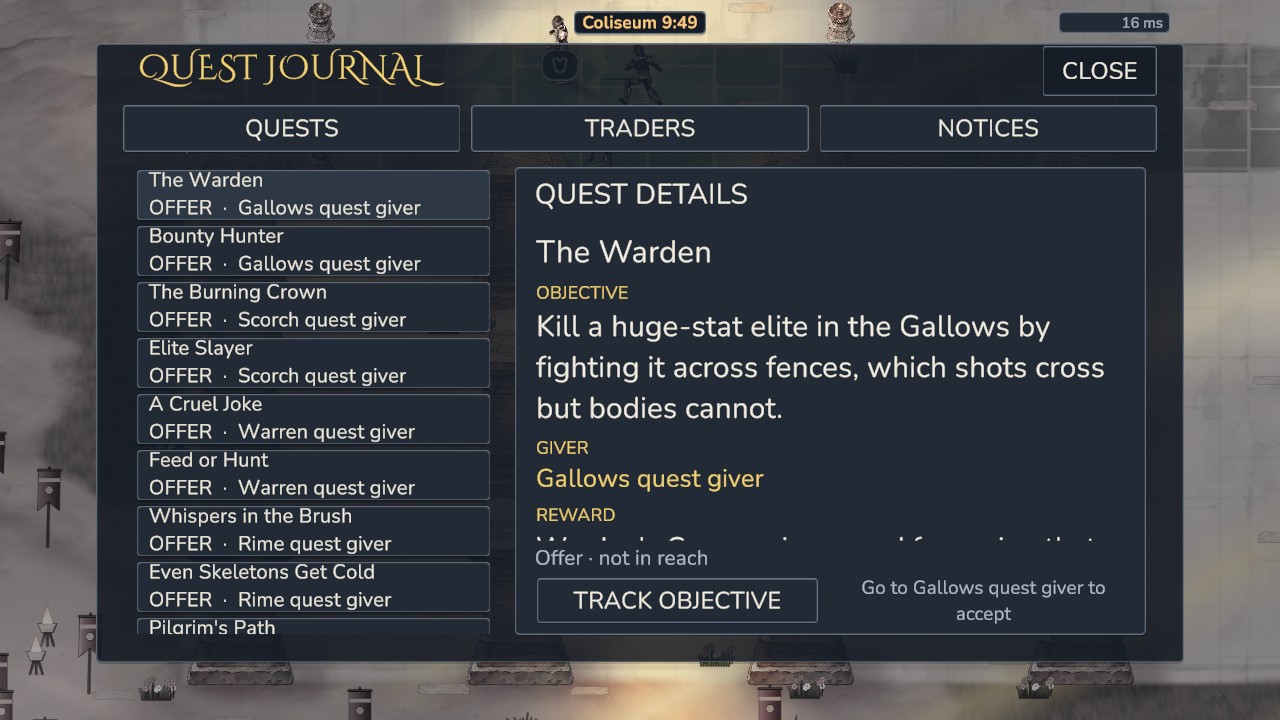 Coliseum 9:49
16 ms
QUEST JOURNAL
CLOSE
QUESTS
TRADERS
NOTICES
The Warden
OFFER · Gallows quest giver
Bounty Hunter
OFFER · Gallows quest giver
The Burning Crown
OFFER · Scorch quest giver
Elite Slayer
OFFER · Scorch quest giver
A Cruel Joke
OFFER · Warren quest giver
Feed or Hunt
OFFER · Warren quest giver
Whispers in the Brush
OFFER · Rime quest giver
Even Skeletons Get Cold
OFFER · Rime quest giver
Pilgrim's Path
QUEST DETAILS
The Warden
OBJECTIVE
Kill a huge-stat elite in the Gallows by
fighting it across fences, which shots cross
but bodies cannot.
GIVER
Gallows quest giver
REWARD
Offer · not in reach
TRACK OBJECTIVE
Go to Gallows quest giver to
accept